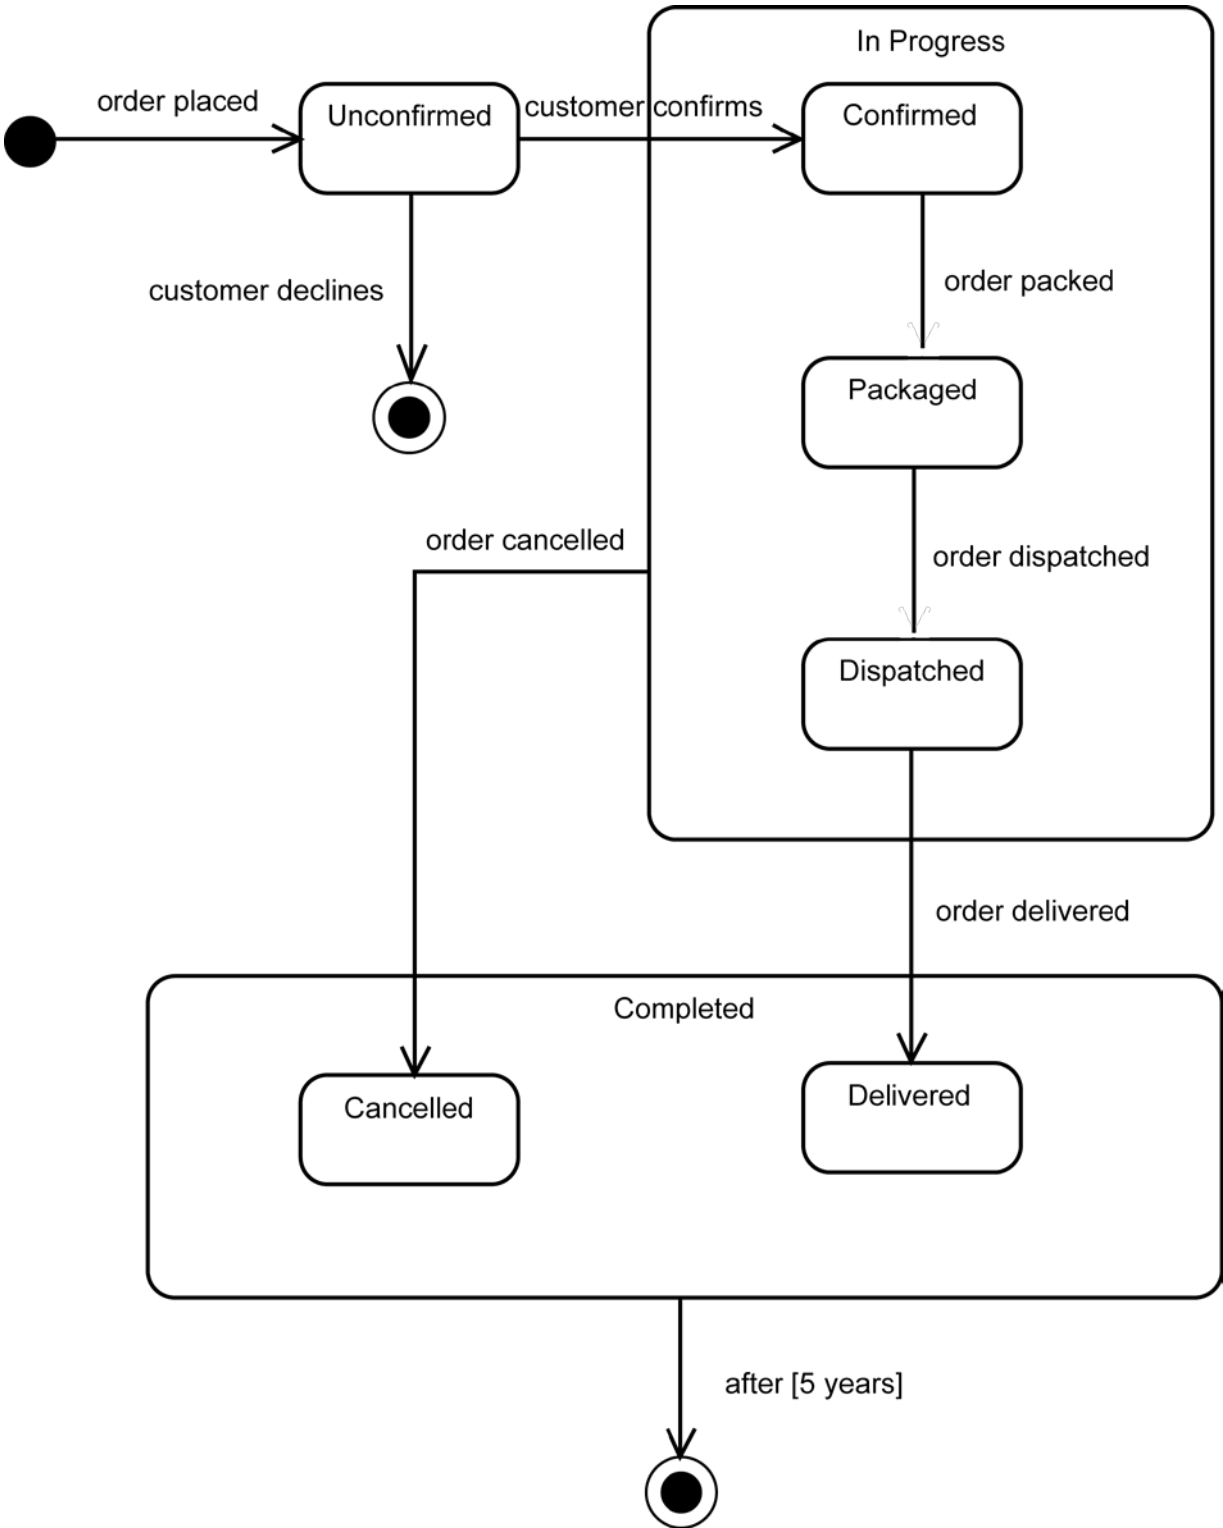 In Progress
order placed
Unconfirmed
customer confirms
Confirmed
customer declines
order packed
Packaged
order cancelled
order dispatched
Dispatched
order delivered
Completed
Cancelled
Delivered
after [5 years]